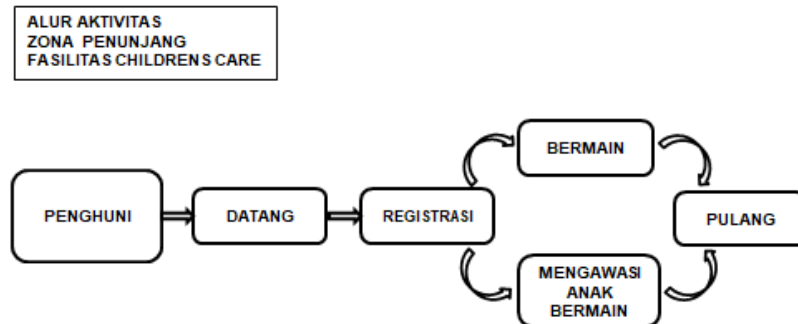 ALUR AKTIVITAS
ZONA PENUNJANG
FASILITAS CHILDRENS CARE
PENGHUNI
DATANG
REGISTRASI
BERMAIN
MENGAWASI
ANAK
BERMAIN
PULANG